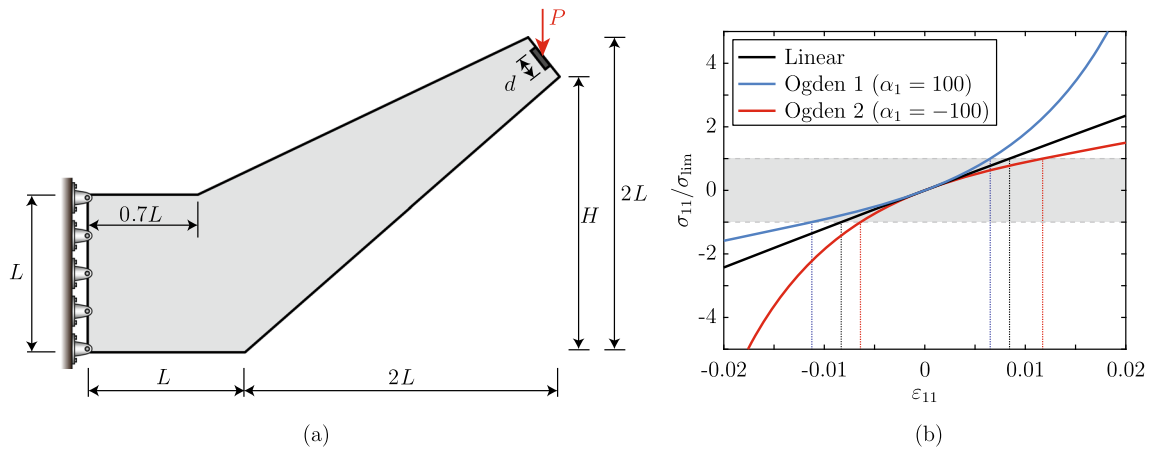 P
d
0.7L
L
H
2L
L
2L
(a)
Linear
Ogden 1 (α₁ = 100)
Ogden 2 (α₁ = −100)
σ₁₁/σₗᵢₘ
4
2
0
-2
-4
-0.02
-0.01
0
0.01
0.02
ε₁₁
(b)